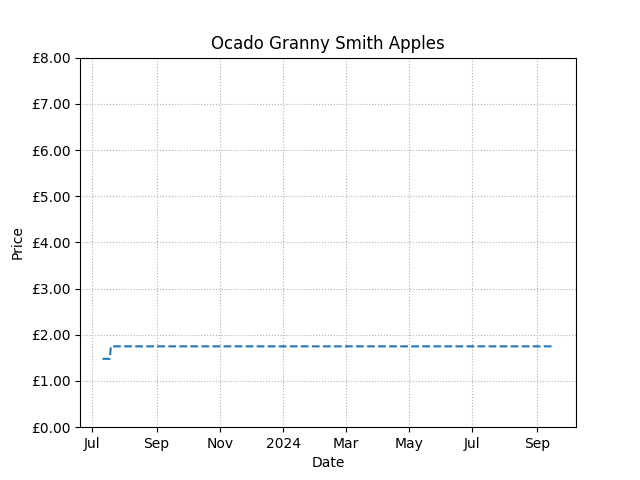 Ocado Granny Smith Apples
£8.00
£7.00
£6.00
£5.00
£4.00
£3.00
£2.00
£1.00
£0.00
Price
Jul Sep Nov 2024 Mar May Jul Sep
Date